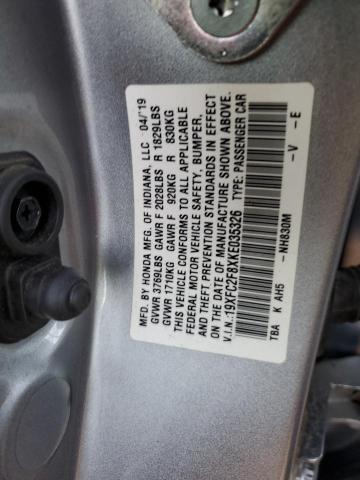 MFD. BY HONDA MFG. OF INDIANA, LLC 04/19
GVWR 3769LBS GAWR F 2028LBS R 1829LBS
GVWR 1710KG GAWR F 920KG R 830KG
THIS VEHICLE CONFORMS TO ALL APPLICABLE
FEDERAL MOTOR VEHICLE SAFETY, BUMPER,
AND THEFT PREVENTION STANDARDS IN EFFECT
ON THE DATE OF MANUFACTURE SHOWN ABOVE.
V.I.N.:19XFC2F8XKE035326 TYPE: PASSENGER CAR
-NH830M -V -E
TBA K AH5